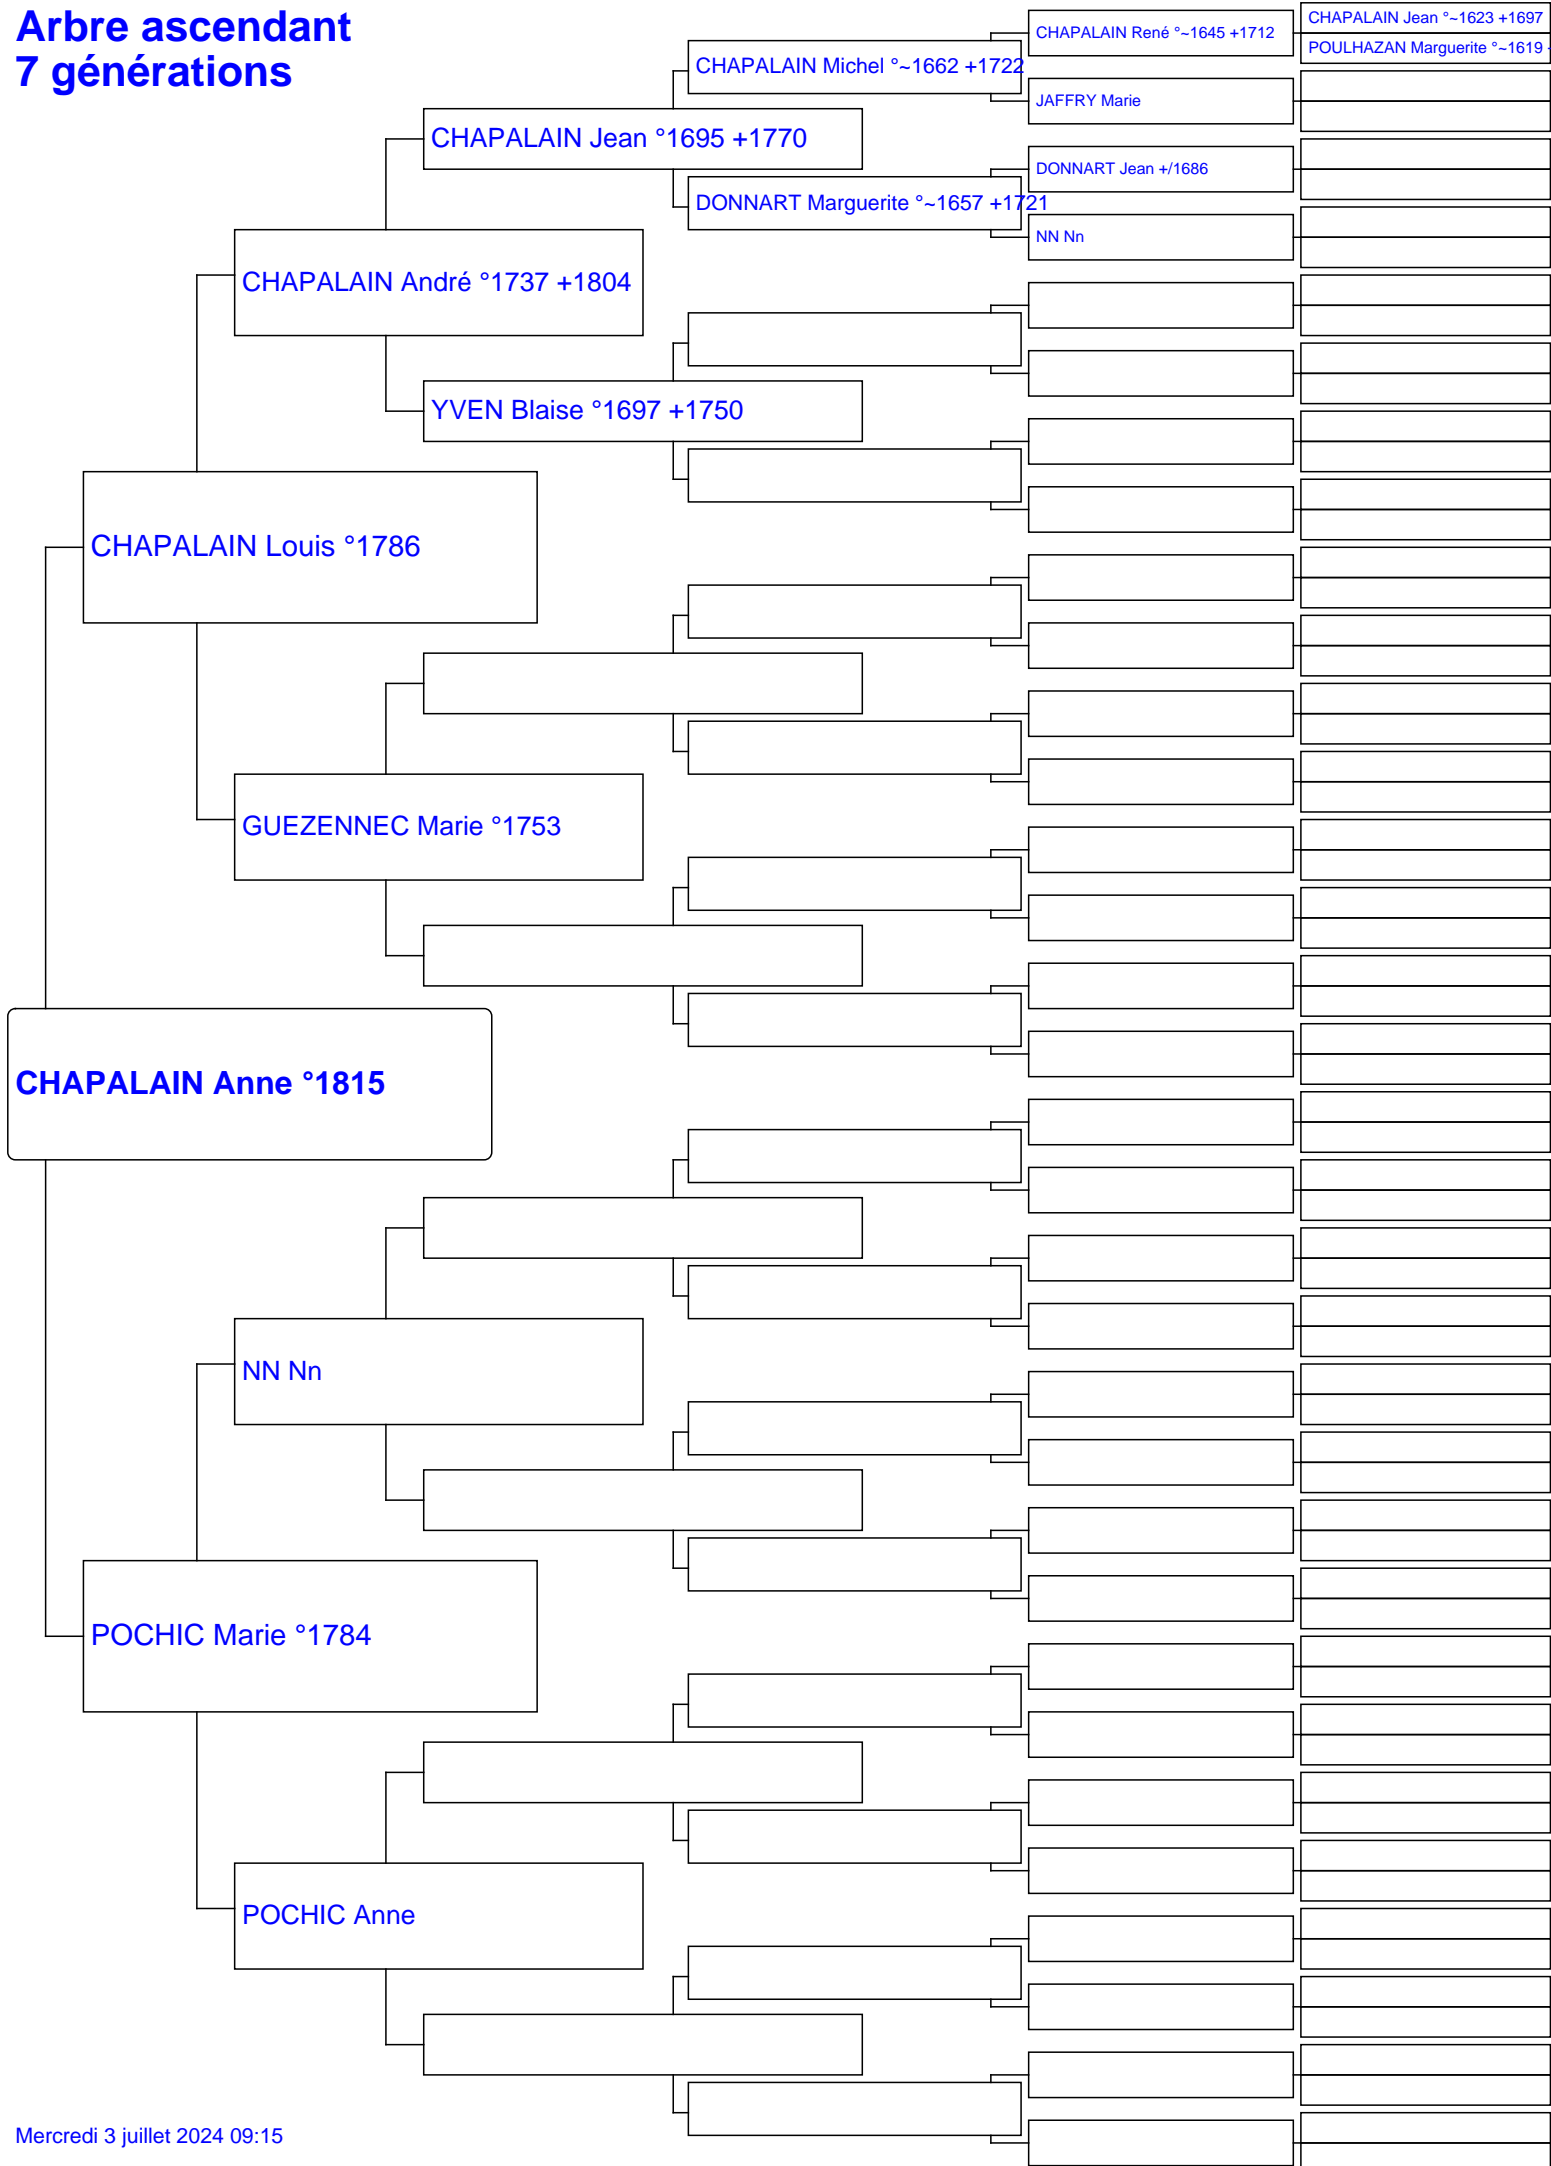 Arbre ascendant
7 générations
CHAPALAIN Jean °~1623 +1697
POULHAZAN Marguerite °~1619
CHAPALAIN René °~1645 +1712
CHAPALAIN Michel °~1662 +1722
JAFFRY Marie
CHAPALAIN Jean °1695 +1770
DONNART Jean +/1686
DONNART Marguerite °~1657 +1721
NN Nn
CHAPALAIN André °1737 +1804
YVEN Blaise °1697 +1750
CHAPALAIN Louis °1786
GUEZENNEC Marie °1753
CHAPALAIN Anne °1815
NN Nn
POCHIC Marie °1784
POCHIC Anne
Mercredi 3 juillet 2024 09:15